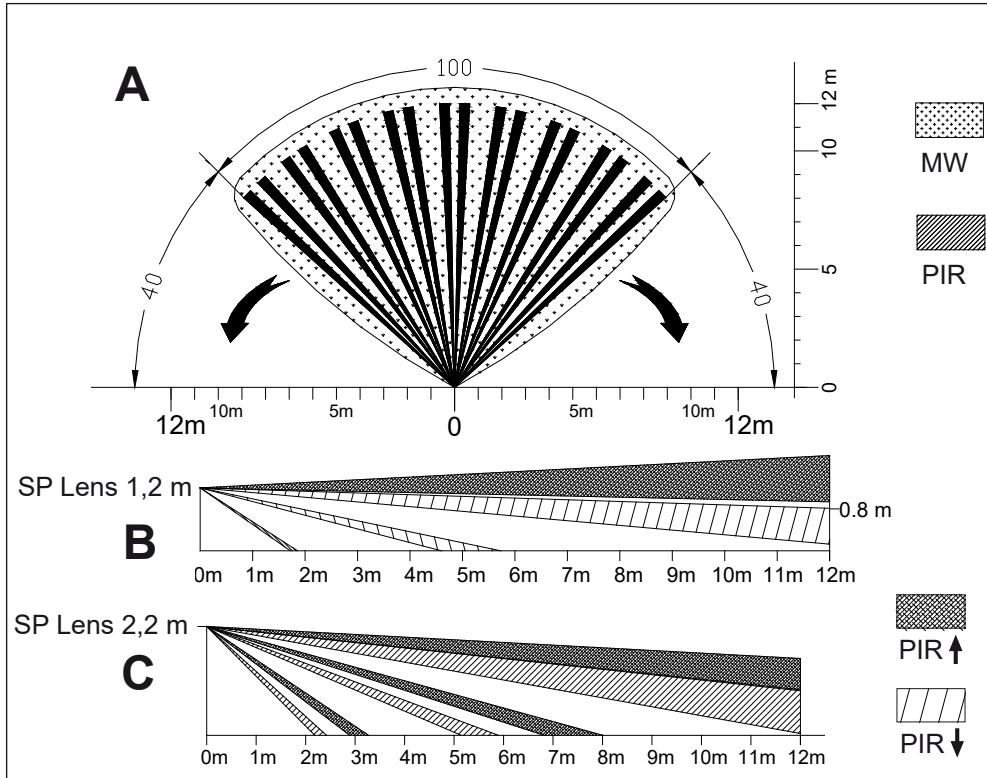 A
100
40
40
12 m
10
5
0
MW
PIR
12m
10m
5m
0
5m
10m
12m
SP Lens 1,2 m
B
0.8 m
0m 1m 2m 3m 4m 5m 6m 7m 8m 9m 10m 11m 12m
SP Lens 2,2 m
C
0m 1m 2m 3m 4m 5m 6m 7m 8m 9m 10m 11m 12m
PIR ↑
PIR ↓